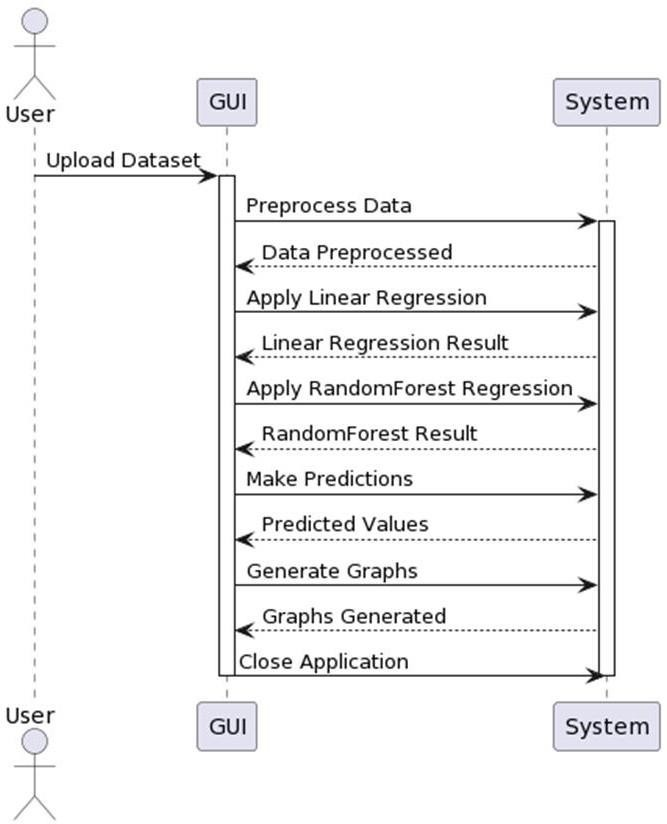 User
GUI
System
Upload Dataset
Preprocess Data
Data Preprocessed
Apply Linear Regression
Linear Regression Result
Apply RandomForest Regression
RandomForest Result
Make Predictions
Predicted Values
Generate Graphs
Graphs Generated
Close Application
User
GUI
System